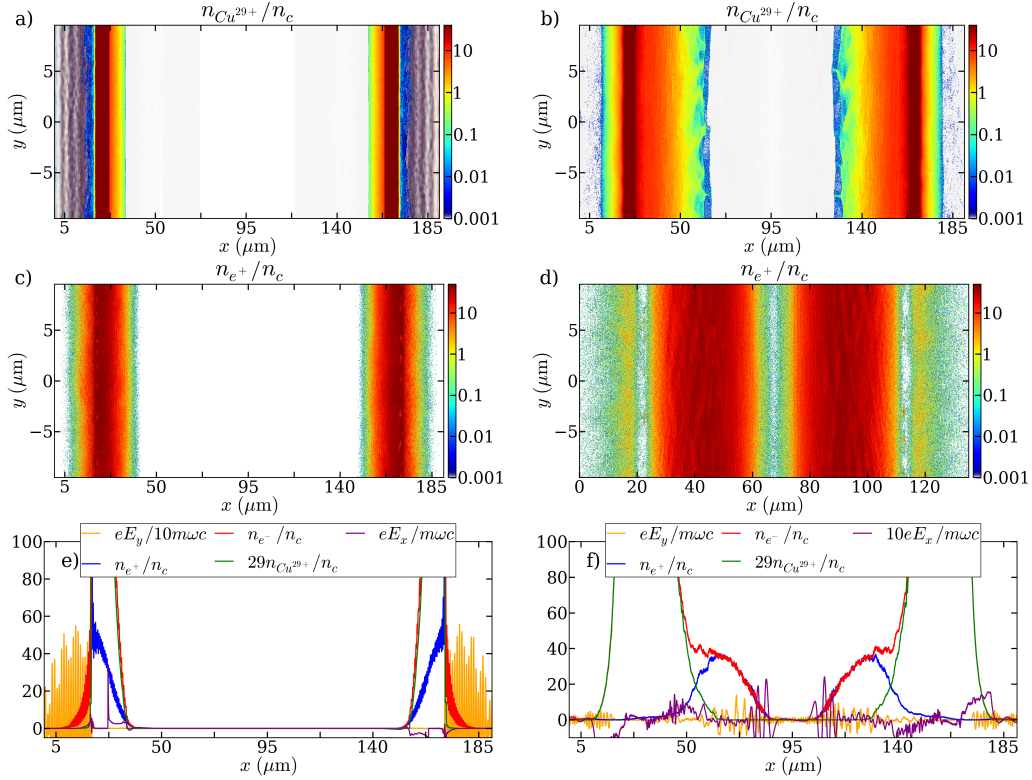 a)
n_{Cu^{29+}}/n_c
y (μm)
5
0
−5
5 50 95 140 185
x (μm)
10
1
0.1
0.01
0.001
b)
n_{Cu^{29+}}/n_c
y (μm)
5
0
−5
5 50 95 140 185
x (μm)
10
1
0.1
0.01
0.001
c)
n_{e^+}/n_c
y (μm)
5
0
−5
5 50 95 140 185
x (μm)
10
1
0.1
0.01
0.001
d)
n_{e^+}/n_c
y (μm)
5
0
−5
0 20 40 60 80 100 120
x (μm)
10
1
0.1
0.01
0.001
e)
eE_y/10mωc n_{e^-}/n_c eE_x/mωc
n_{e^+}/n_c 29n_{Cu^{29+}}/n_c
100
80
60
40
20
0
5 50 95 140 185
x (μm)
f)
eE_y/mωc n_{e^-}/n_c 10eE_x/mωc
n_{e^+}/n_c 29n_{Cu^{29+}}/n_c
100
80
60
40
20
0
5 50 95 140 185
x (μm)